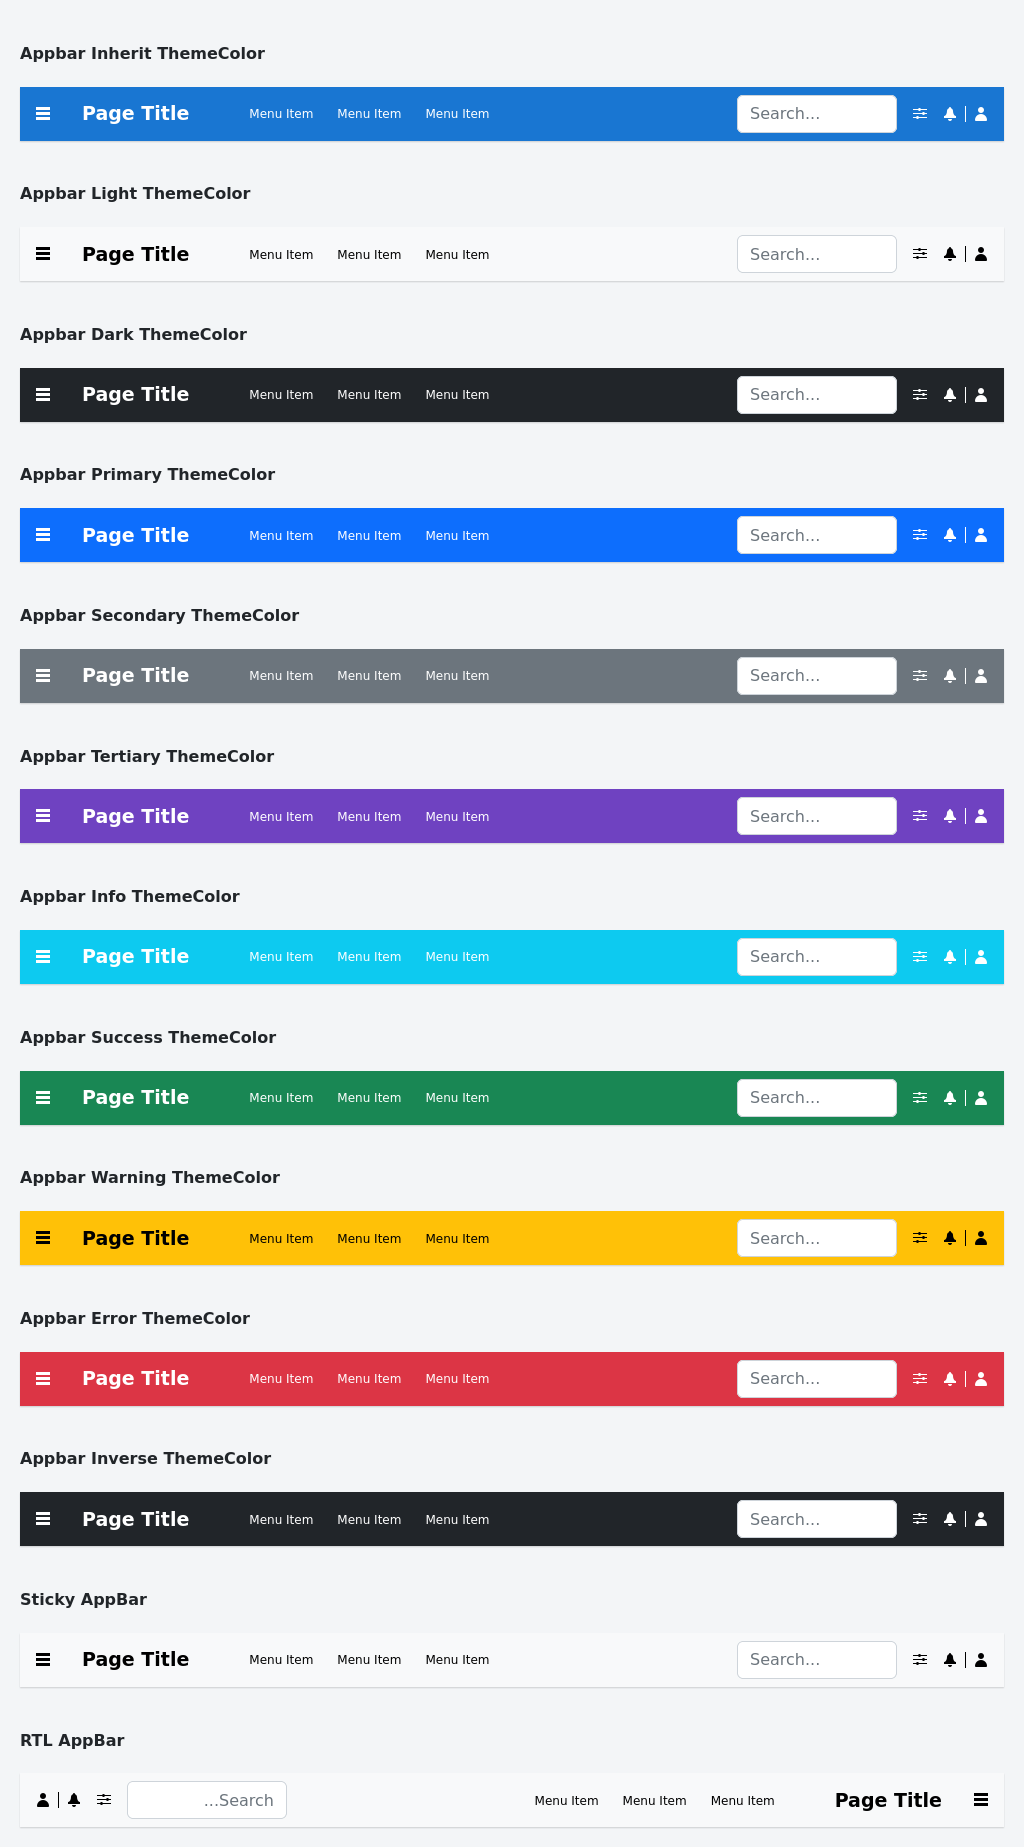 Appbar Inherit ThemeColor
Page Title Menu Item Menu Item Menu Item Search...
Appbar Light ThemeColor
Page Title Menu Item Menu Item Menu Item Search...
Appbar Dark ThemeColor
Page Title Menu Item Menu Item Menu Item Search...
Appbar Primary ThemeColor
Page Title Menu Item Menu Item Menu Item Search...
Appbar Secondary ThemeColor
Page Title Menu Item Menu Item Menu Item Search...
Appbar Tertiary ThemeColor
Page Title Menu Item Menu Item Menu Item Search...
Appbar Info ThemeColor
Page Title Menu Item Menu Item Menu Item Search...
Appbar Success ThemeColor
Page Title Menu Item Menu Item Menu Item Search...
Appbar Warning ThemeColor
Page Title Menu Item Menu Item Menu Item Search...
Appbar Error ThemeColor
Page Title Menu Item Menu Item Menu Item Search...
Appbar Inverse ThemeColor
Page Title Menu Item Menu Item Menu Item Search...
Sticky AppBar
Page Title Menu Item Menu Item Menu Item Search...
RTL AppBar
...Search Menu Item Menu Item Menu Item Page Title